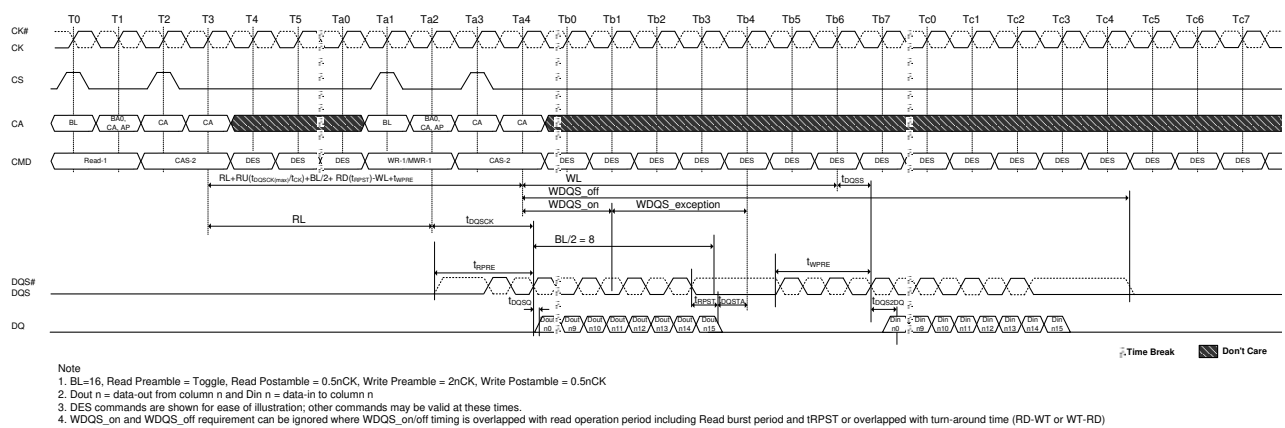 T0 T1 T2 T3 T4 T5 Ta0 Ta1 Ta2 Ta3 Ta4 Tb0 Tb1 Tb2 Tb3 Tb4 Tb5 Tb6 Tb7 Tc0 Tc1 Tc2 Tc3 Tc4 Tc5 Tc6 Tc7
CK#
CK
CS
CA BL BA0, CA, AP CA CA BL BA0, CA, AP CA CA
CMD Read-1 CAS-2 DES DES DES WR-1/MWR-1 CAS-2 DES DES DES DES DES DES DES DES DES DES DES DES DES DES DES DES
RL+RU(tDQSCK(max)/tCK)+BL/2+ RD(tRPST)-WL+tWPRE WL tDQSS
WDQS_off
WDQS_on WDQS_exception
RL tDQSCK
BL/2 = 8
tRPRE tWPRE
DQS#
DQS
tDQSQ tRPST tDQSTA tDQS2DQ
DQ Dout n0 Dout n9 Dout n10 Dout n11 Dout n12 Dout n13 Dout n14 Dout n15 Din n0 Din n9 Din n10 Din n11 Din n12 Din n13 Din n14 Din n15
Time Break Don't Care
Note
1. BL=16, Read Preamble = Toggle, Read Postamble = 0.5nCK, Write Preamble = 2nCK, Write Postamble = 0.5nCK
2. Dout n = data-out from column n and Din n = data-in to column n
3. DES commands are shown for ease of illustration; other commands may be valid at these times.
4. WDQS_on and WDQS_off requirement can be ignored where WDQS_on/off timing is overlapped with read operation period including Read burst period and tRPST or overlapped with turn-around time (RD-WT or WT-RD)